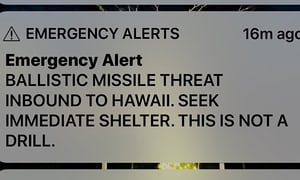 EMERGENCY ALERTS 16m ago
Emergency Alert
BALLISTIC MISSILE THREAT
INBOUND TO HAWAII. SEEK
IMMEDIATE SHELTER. THIS IS NOT A
DRILL.